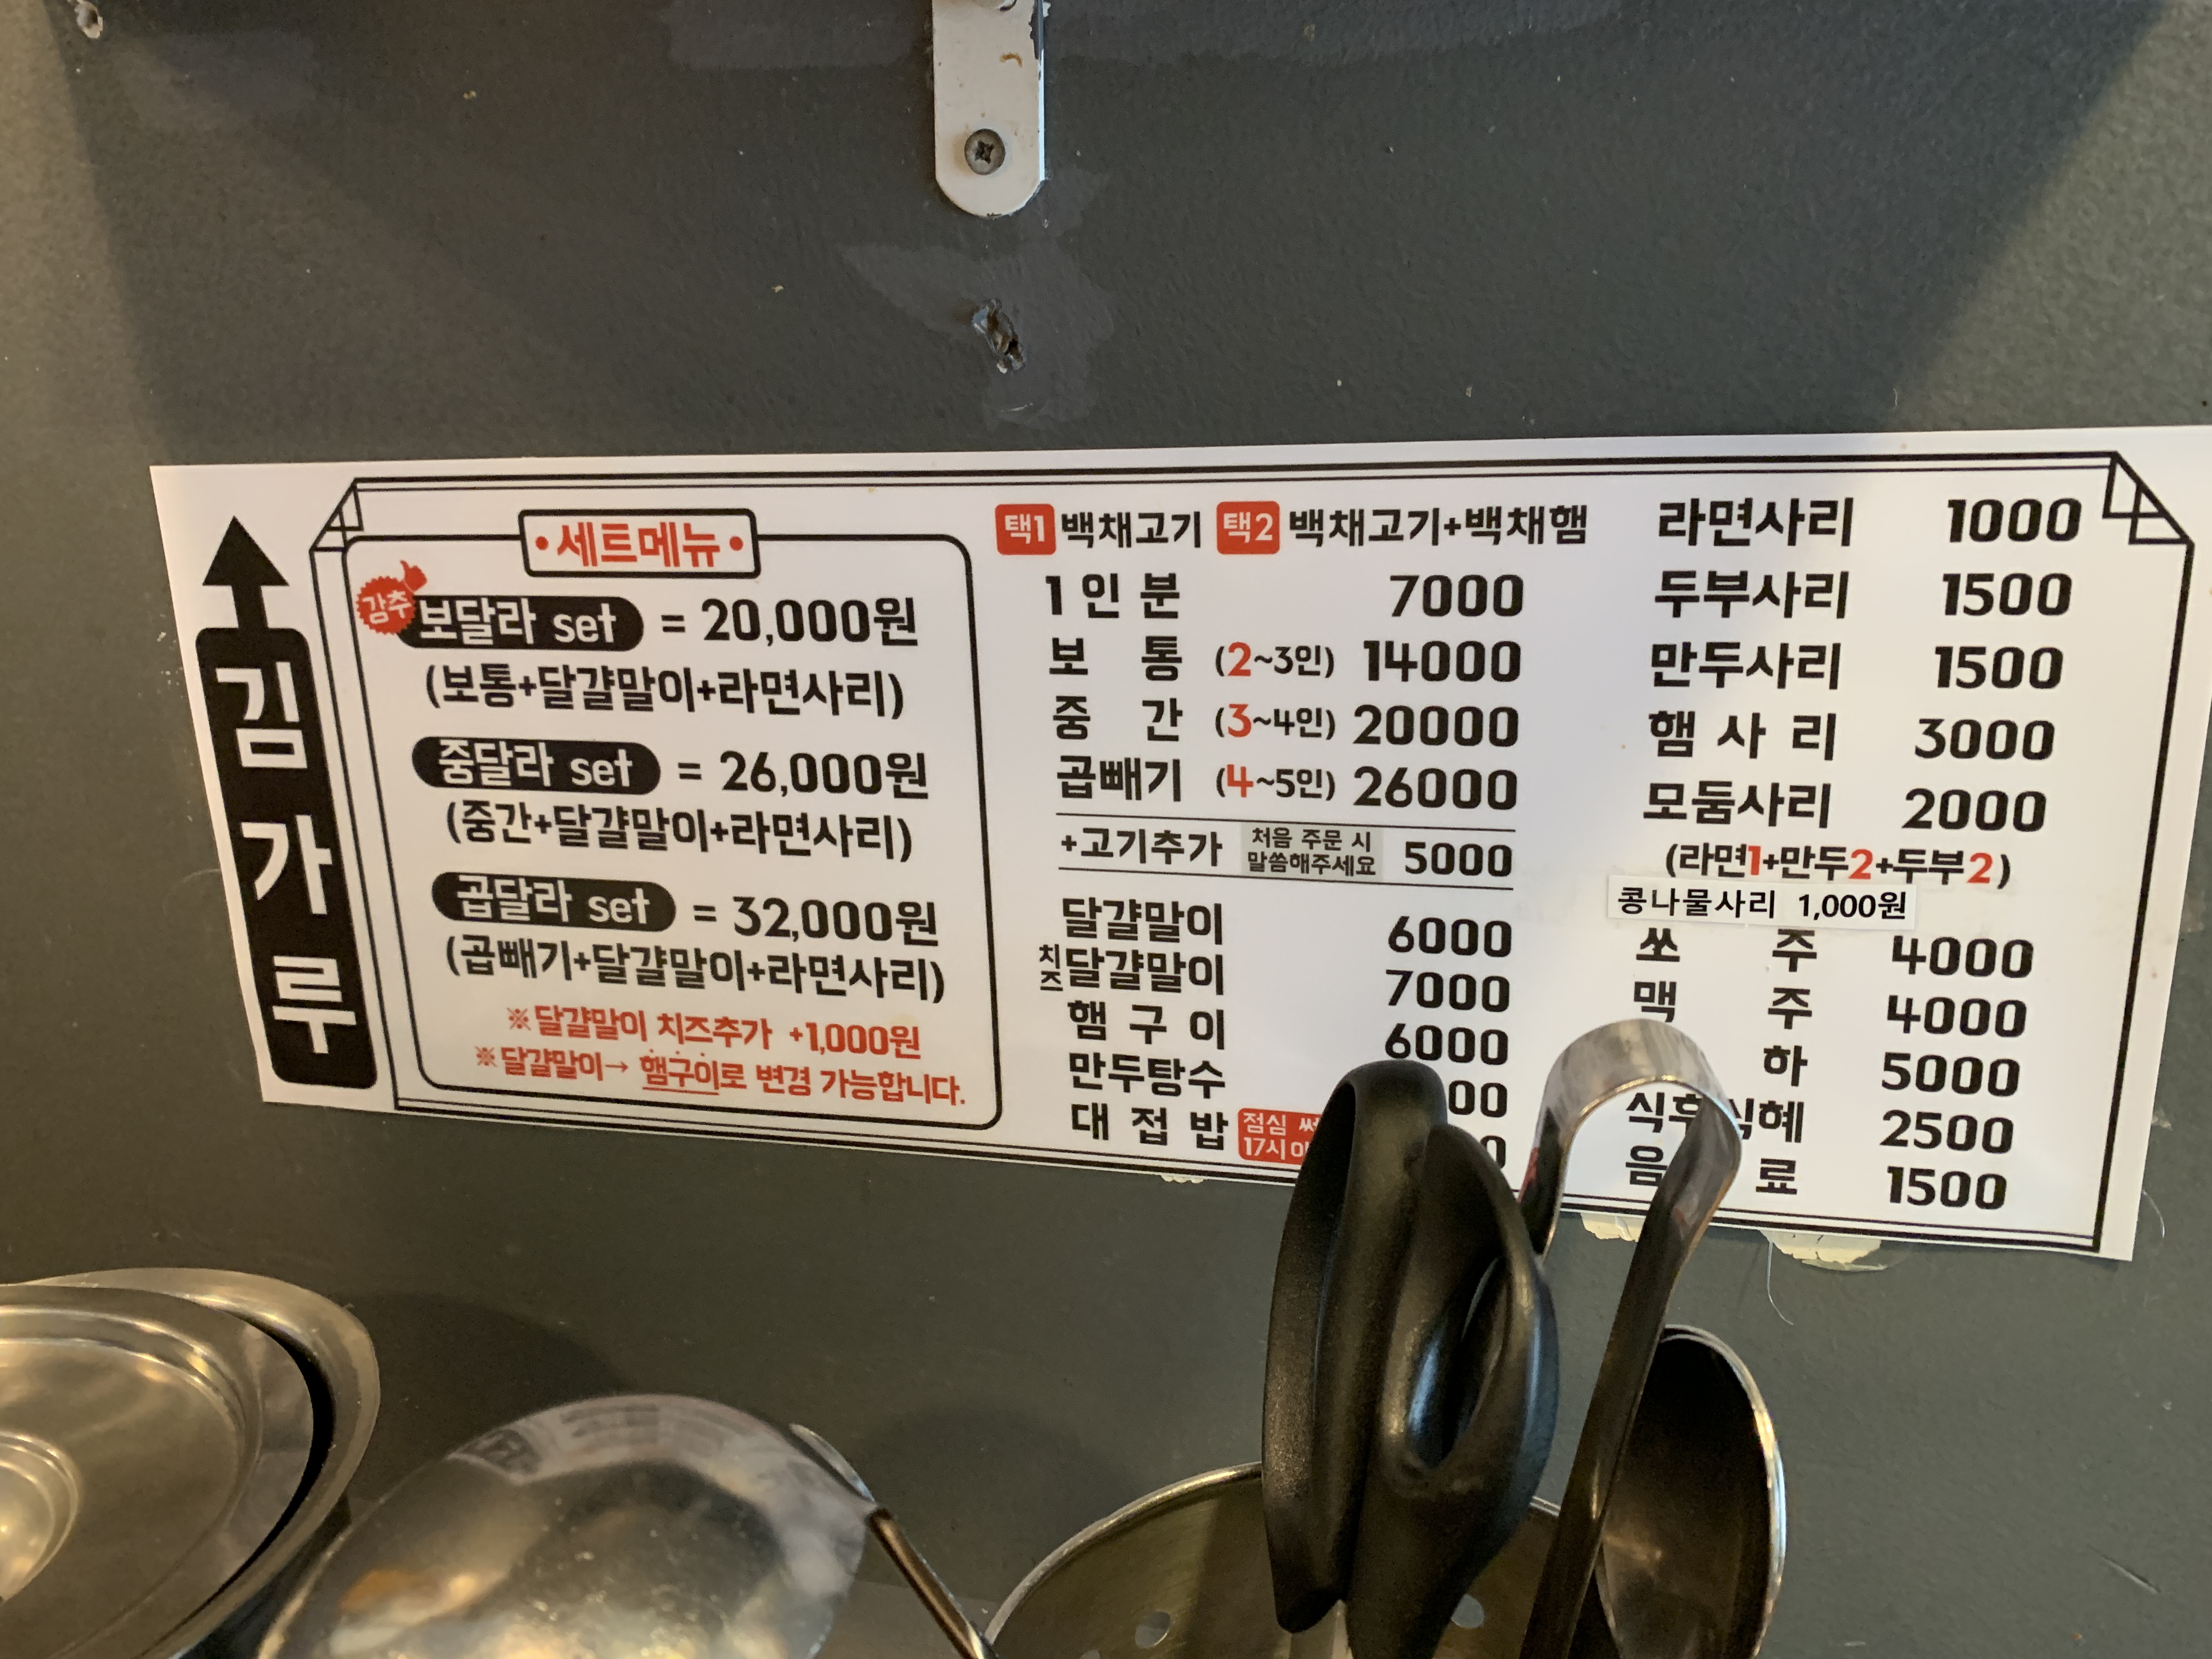 김가루
세트메뉴
강추 보달라 set = 20,000원
(보통+달걀말이+라면사리)
중달라 set = 26,000원
(중간+달걀말이+라면사리)
곱달라 set = 32,000원
(곱빼기+달걀말이+라면사리)
※달걀말이 치즈추가 +1,000원
※달걀말이→ 햄구이로 변경 가능합니다.
택1 백채고기 택2 백채고기+백채햄
1인분 7000
보통 (2~3인) 14000
중간 (3~4인) 20000
곱빼기 (4~5인) 26000
+고기추가 처음 주문 시 말씀해주세요 5000
달걀말이 6000
치즈달걀말이 7000
햄구이 6000
만두탕수
대접밥 점심
17시
라면사리 1000
두부사리 1500
만두사리 1500
햄사리 3000
모둠사리 2000
(라면1+만두2+두부2)
콩나물사리 1,000원
쏘주 4000
맥주 4000
하 5000
식후식혜 2500
음료 1500